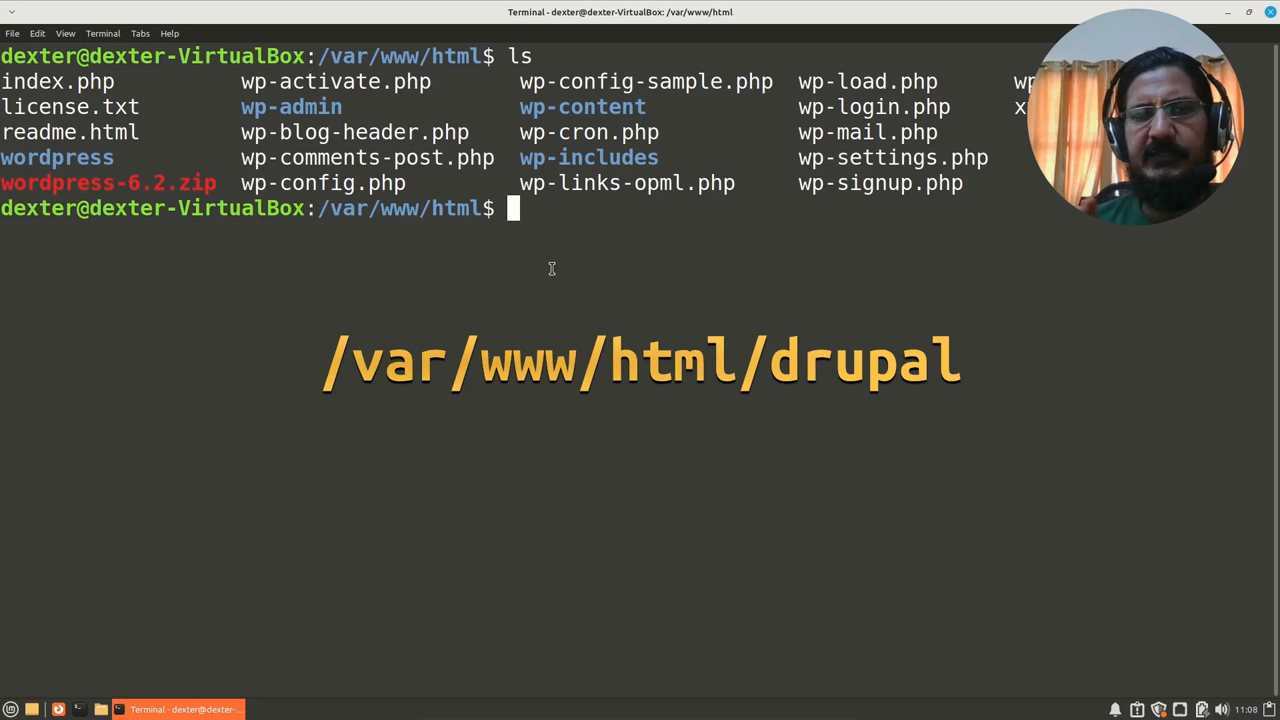 Terminal - dexter@dexter-VirtualBox: /var/www/html
File Edit View Terminal Tabs Help
dexter@dexter-VirtualBox:/var/www/html$ ls
index.php wp-activate.php wp-config-sample.php wp-load.php
license.txt wp-admin wp-content wp-login.php
readme.html wp-blog-header.php wp-cron.php wp-mail.php
wordpress wp-comments-post.php wp-includes wp-settings.php
wordpress-6.2.zip wp-config.php wp-links-opml.php wp-signup.php
dexter@dexter-VirtualBox:/var/www/html$
/var/www/html/drupal
Terminal - dexter@dexter-...
11:08